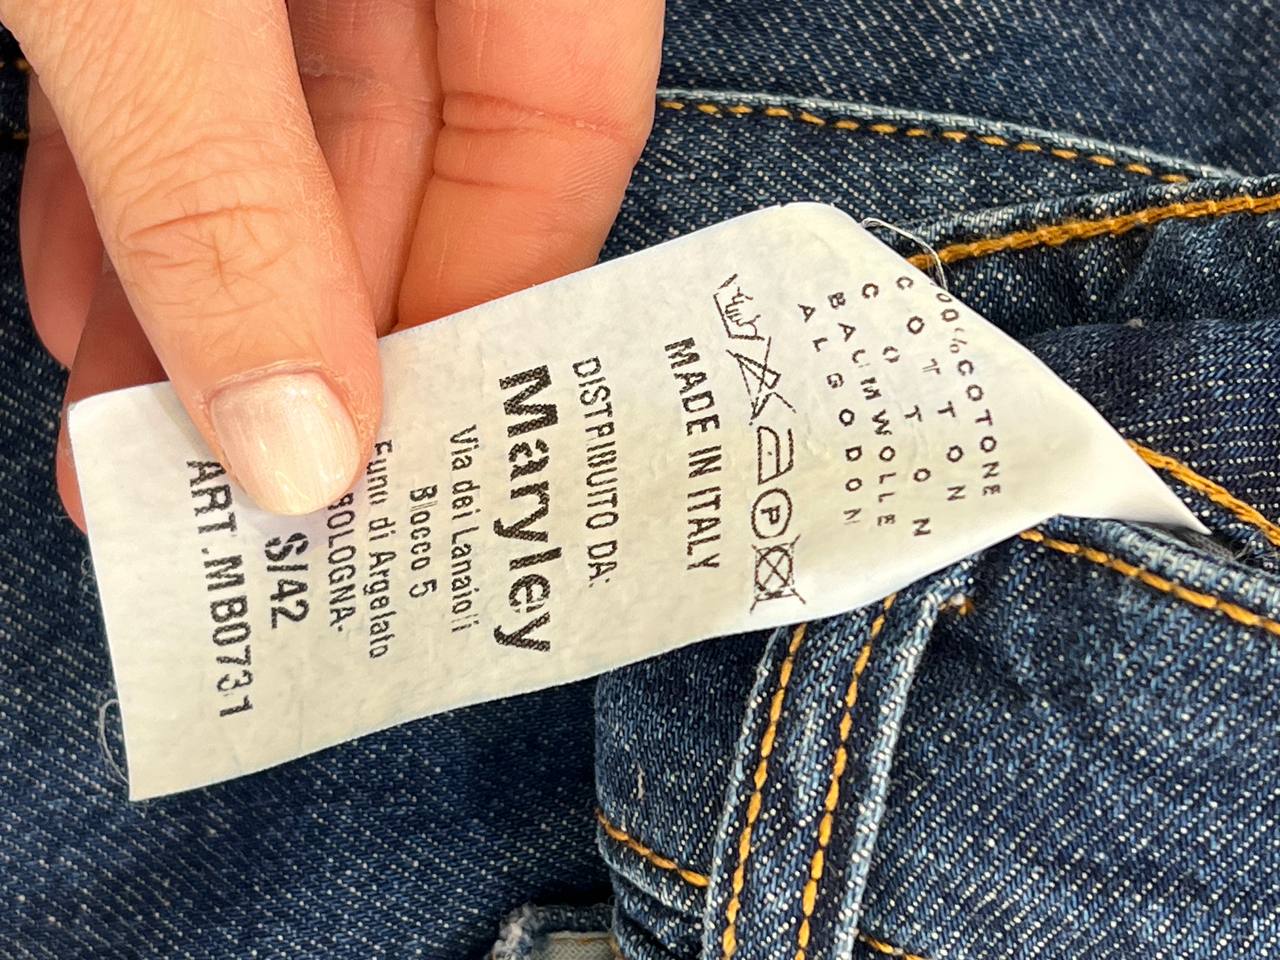 100% COTONE
COTTON
COTTON
BAUMWOLLE
ALGODON
P
MADE IN ITALY
DISTRIBUITO DA:
Maryley
Via dei Lanaioli
Blocco 5
Funo di Argelato
BOLOGNA-
S/42
ART.MB0731